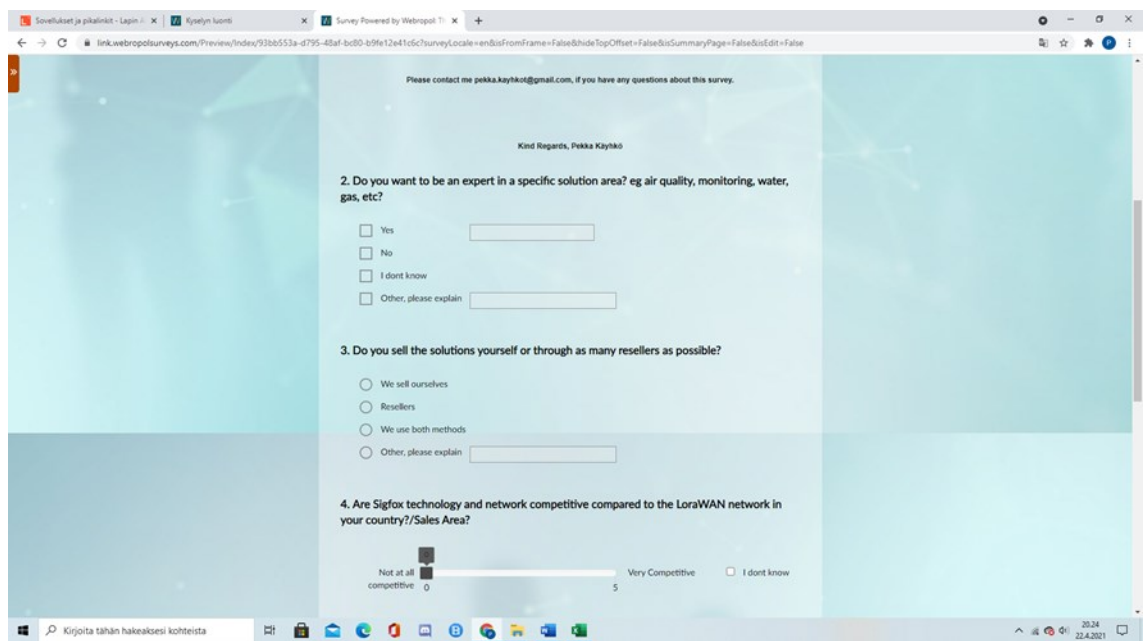 Sovellukset ja pikalinkit - Lapin
Kyselyn luonti
Survey Powered by Webropol
link.webropolsurveys.com/Preview/Index/93bb553a-d795-48af-bc80-b9fe12e41c6c?surveyLocale=en&isFromFrame=False&hideTopOffset=False&isSummaryPage=False&isEdit=False
P
Please contact me pekka.kayhkot@gmail.com, if you have any questions about this survey.
Kind Regards, Pekka Käyhkö
2. Do you want to be an expert in a specific solution area? eg air quality, monitoring, water,
gas, etc?
Yes
No
I dont know
Other, please explain
3. Do you sell the solutions yourself or through as many resellers as possible?
We sell ourselves
Resellers
We use both methods
Other, please explain
4. Are Sigfox technology and network competitive compared to the LoraWAN network in
your country?/Sales Area?
Not at all
competitive
0
5
Very Competitive
I dont know
Kirjoita tähän hakeaksesi kohteista
20.24
22.4.2021